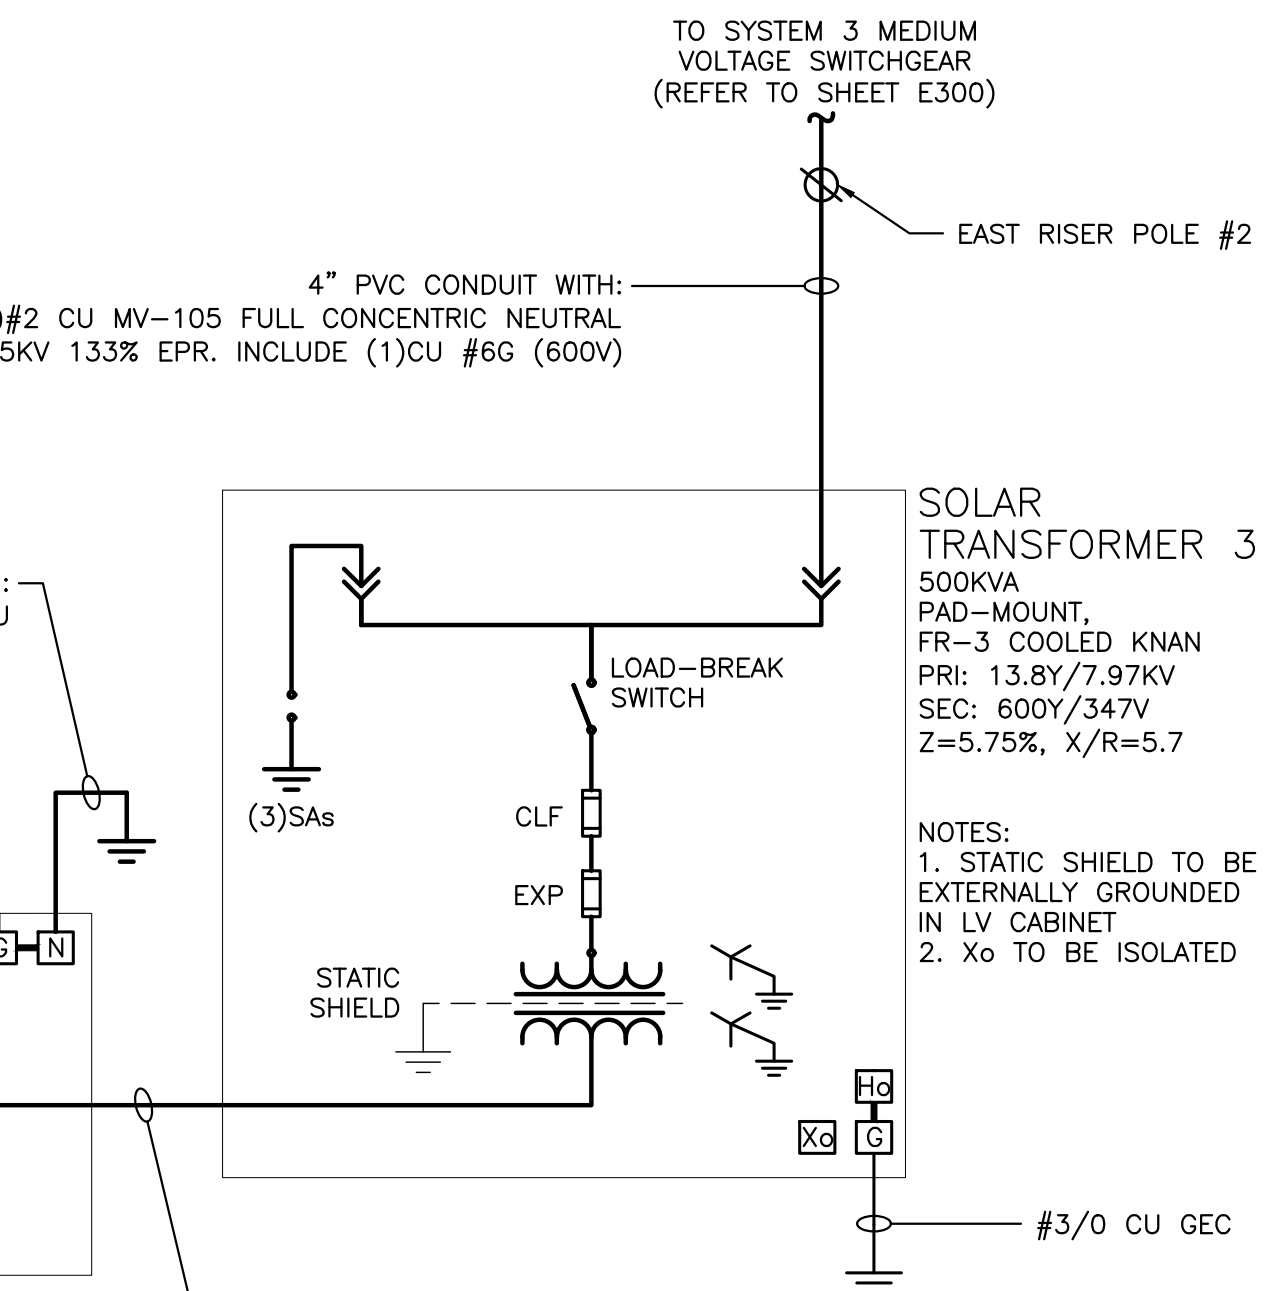 TO SYSTEM 3 MEDIUM
VOLTAGE SWITCHGEAR
(REFER TO SHEET E300)
EAST RISER POLE #2
4” PVC CONDUIT WITH:
)#2 CU MV-105 FULL CONCENTRIC NEUTRAL
5KV 133% EPR. INCLUDE (1)CU #6G (600V)
SOLAR
TRANSFORMER 3
500KVA
PAD-MOUNT,
FR-3 COOLED KNAN
PRI: 13.8Y/7.97KV
SEC: 600Y/347V
Z=5.75%, X/R=5.7
NOTES:
1. STATIC SHIELD TO BE
EXTERNALLY GROUNDED
IN LV CABINET
2. Xo TO BE ISOLATED
LOAD-BREAK
SWITCH
(3)SAs
CLF
EXP
STATIC
SHIELD
G
N
Ho
Xo
G
#3/0 CU GEC